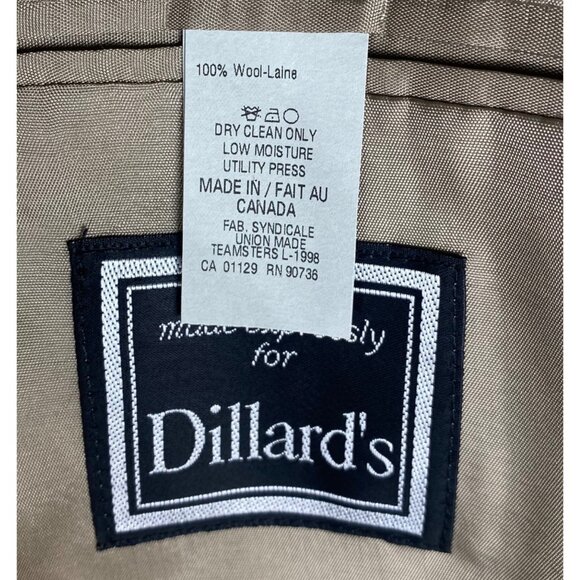 100% Wool-Laine
DRY CLEAN ONLY
LOW MOISTURE
UTILITY PRESS
MADE IN / FAIT AU
CANADA
FAB. SYNDICALE
UNION MADE
TEAMSTERS L-1998
CA 01129 RN 90736
for
Dillard's